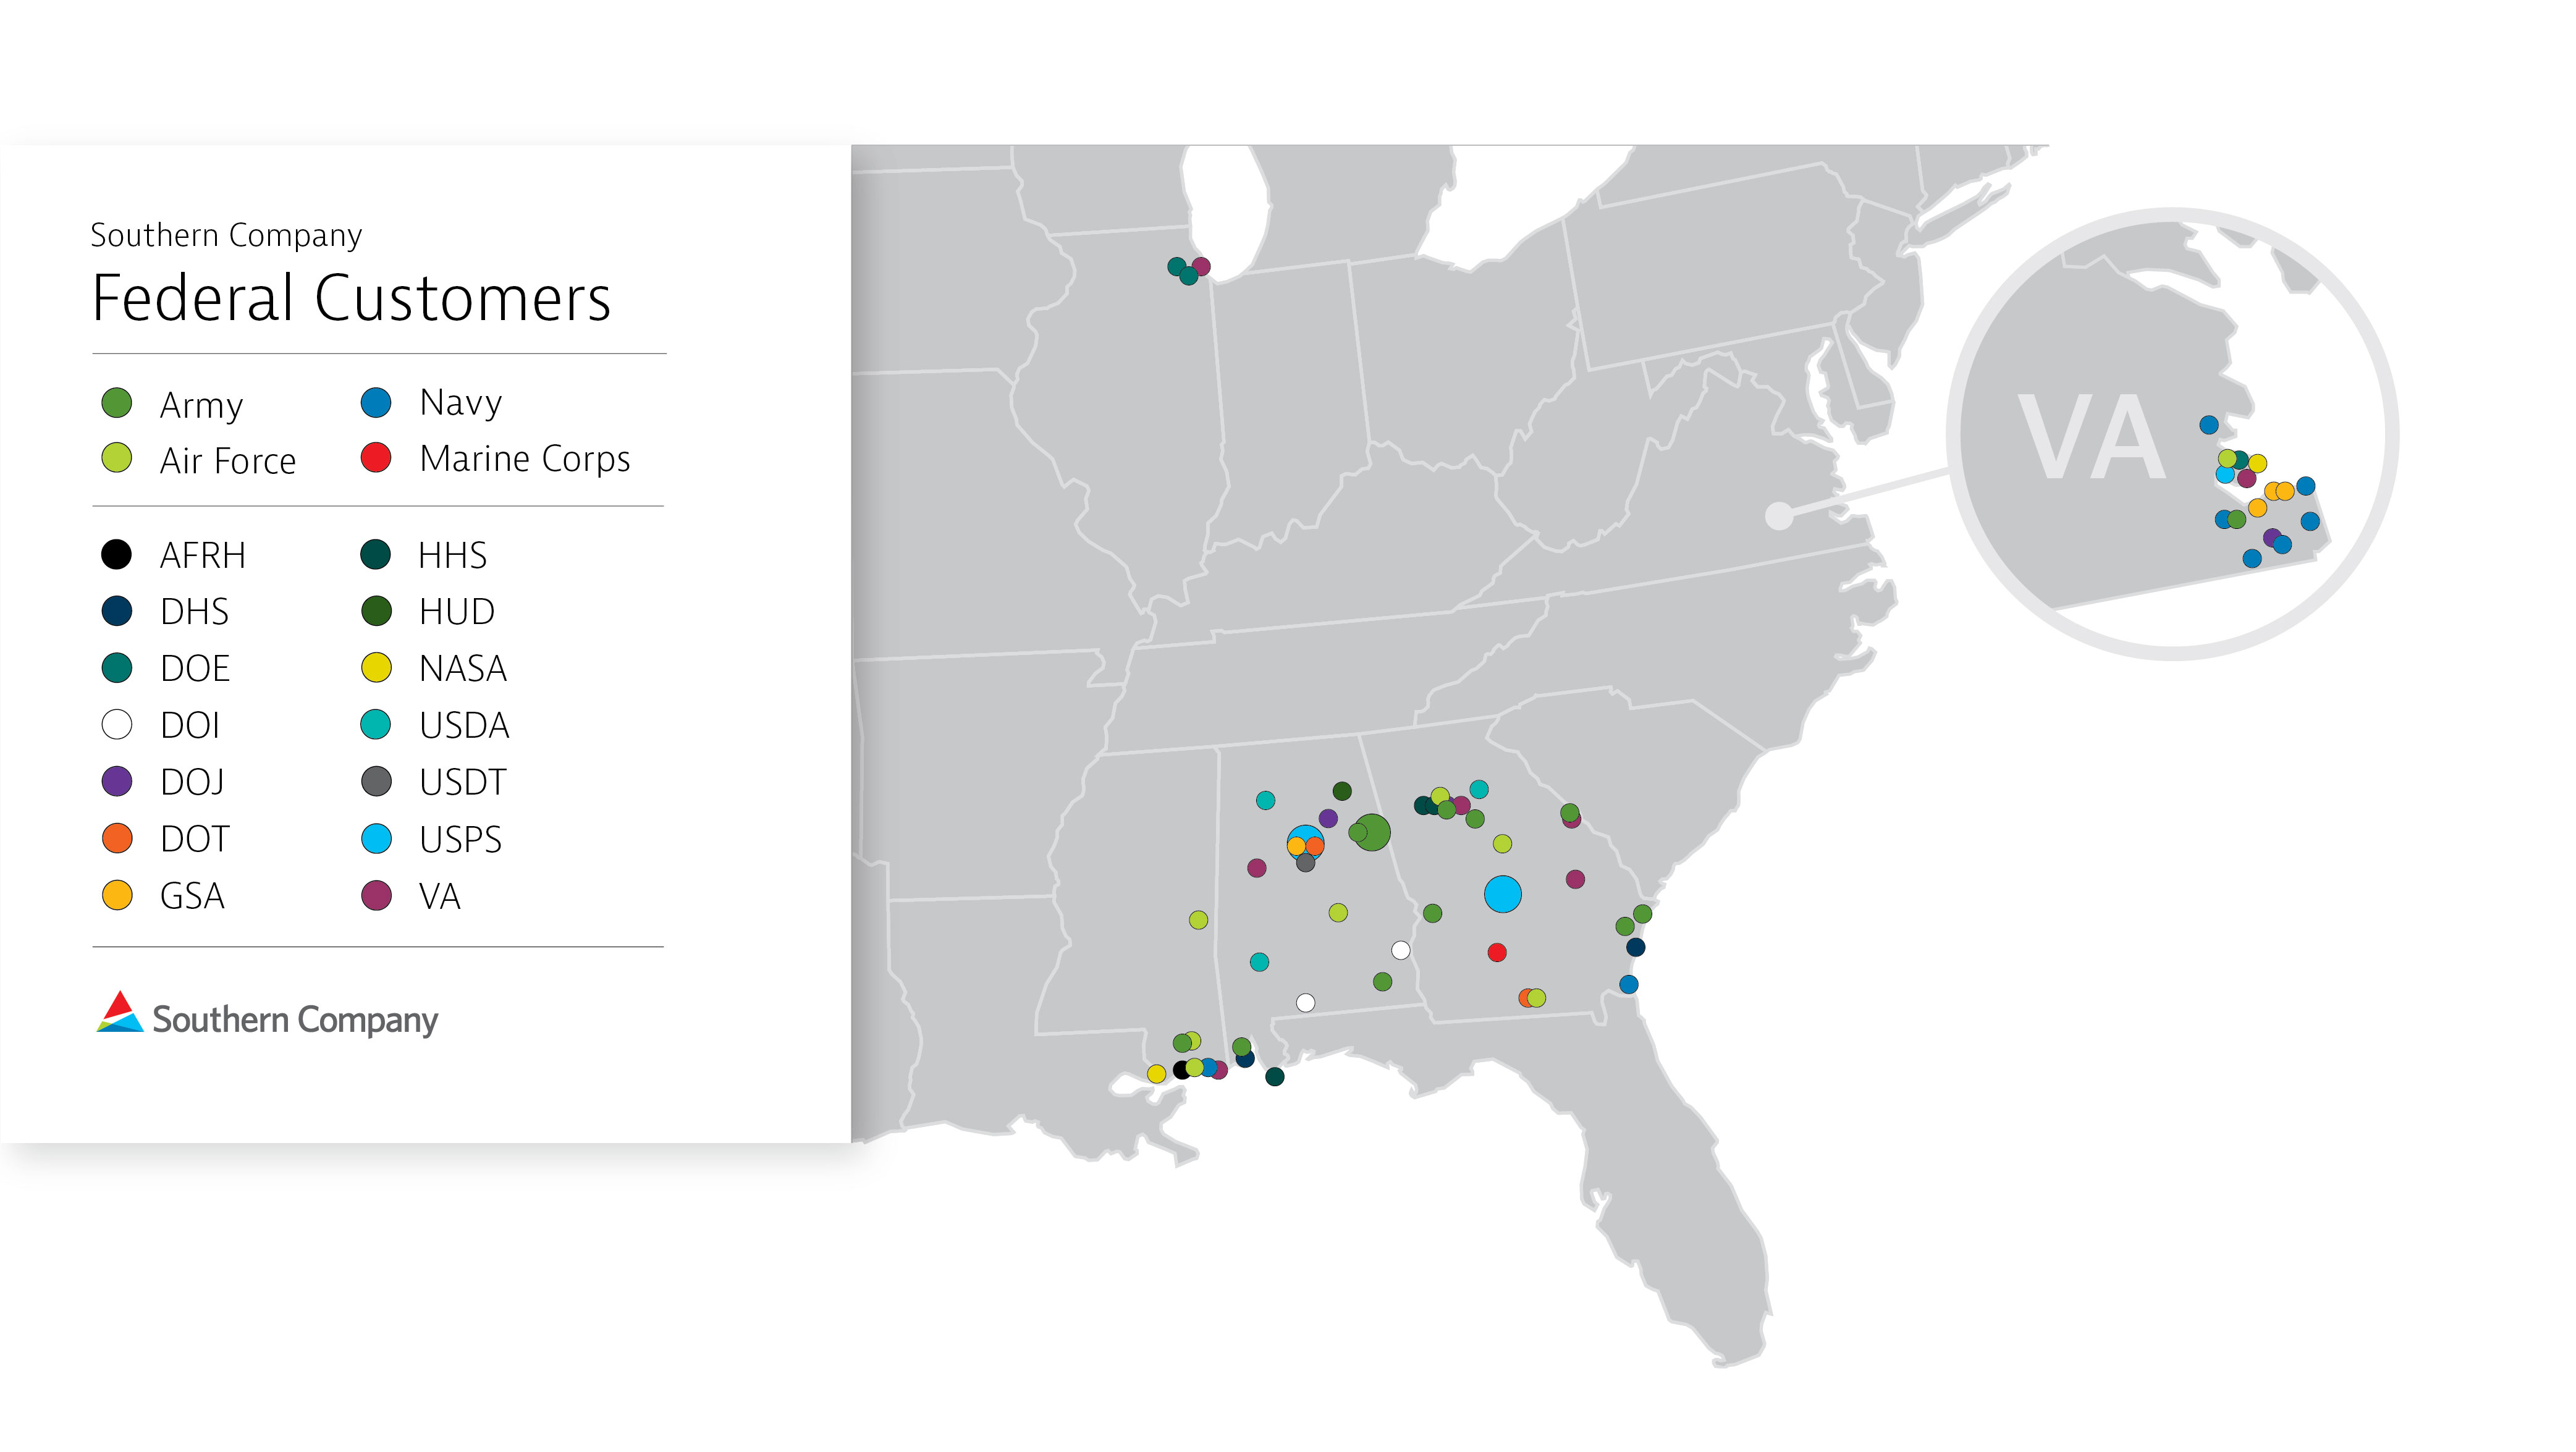 Southern Company
Federal Customers
Army
Navy
Air Force
Marine Corps
AFRH
HHS
DHS
HUD
DOE
NASA
DOI
USDA
DOJ
USDT
DOT
USPS
GSA
VA
Southern Company
VA